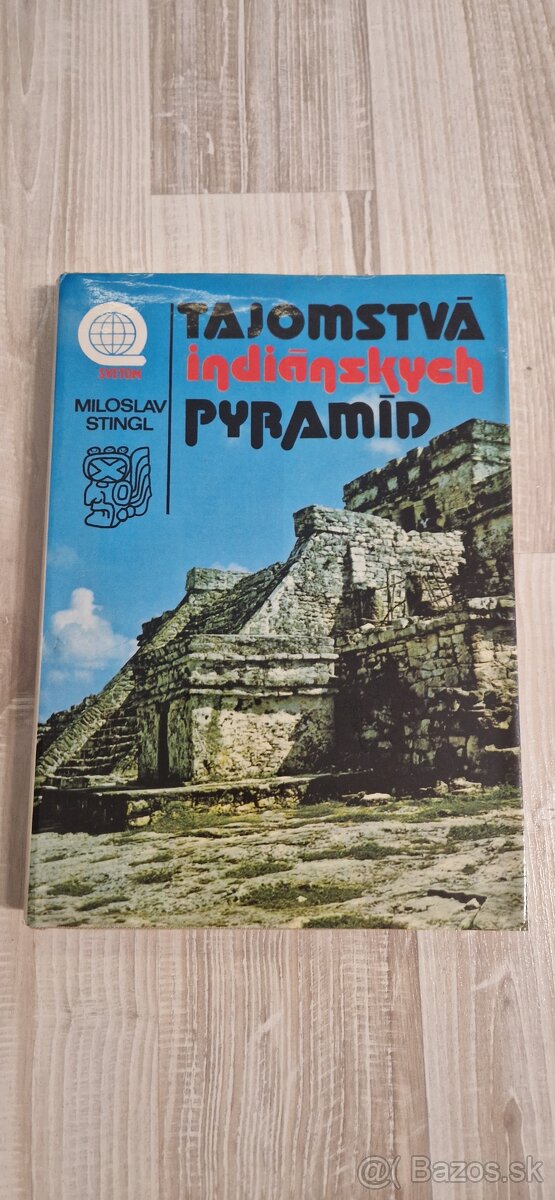 SVETOM
MILOSLAV
STINGL
TAJOMSTVÁ
indiánskych
PYRAMÍD
@ Bazos.sk